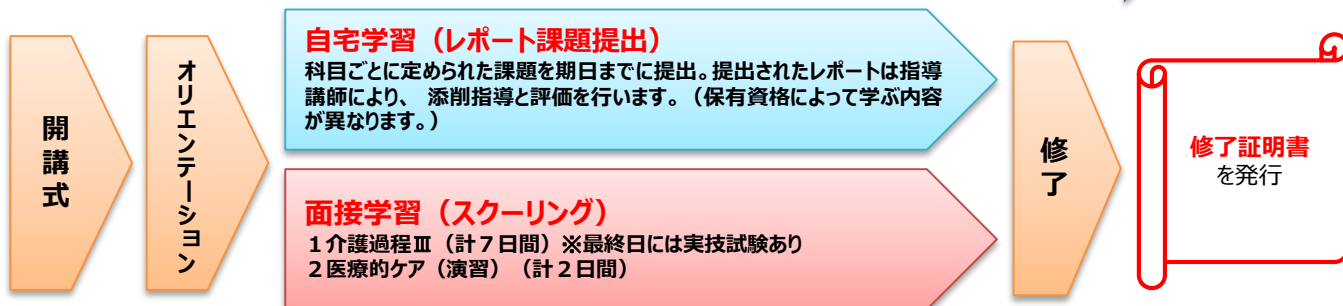 開講式
オリエンテーション
自宅学習（レポート課題提出）
科目ごとに定められた課題を期日までに提出。提出されたレポートは指導
講師により、 添削指導と評価を行います。（保有資格によって学ぶ内容
が異なります。）
面接学習（スクーリング）
１介護過程Ⅲ（計７日間）※最終日には実技試験あり
２医療的ケア（演習）（計２日間）
修了
修了証明書
を発行